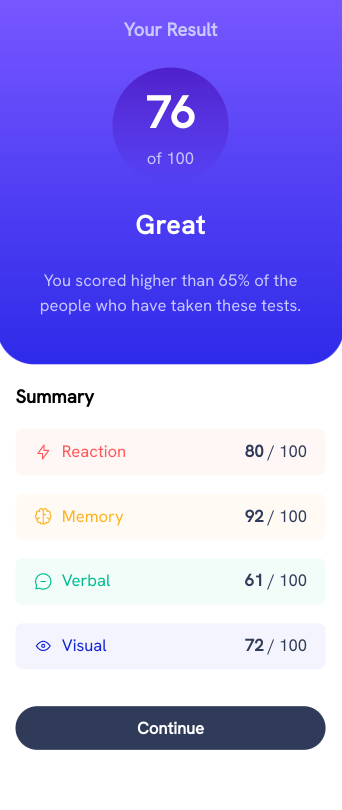 Your Result
76
of 100
Great
You scored higher than 65% of the
people who have taken these tests.
Summary
Reaction 80 / 100
Memory 92 / 100
Verbal 61 / 100
Visual 72 / 100
Continue